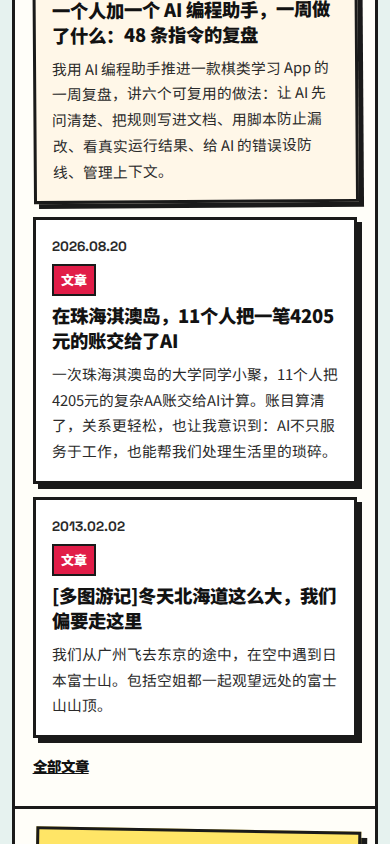 一个人加一个 AI 编程助手，一周做
了什么：48 条指令的复盘
我用 AI 编程助手推进一款棋类学习 App 的
一周复盘，讲六个可复用的做法：让 AI 先
问清楚、把规则写进文档、用脚本防止漏
改、看真实运行结果、给 AI 的错误设防
线、管理上下文。
2026.08.20
文章
在珠海淇澳岛，11个人把一笔4205
元的账交给了AI
一次珠海淇澳岛的大学同学小聚，11个人把
4205元的复杂AA账交给AI计算。账目算清
了，关系更轻松，也让我意识到：AI不只服
务于工作，也能帮我们处理生活里的琐碎。
2013.02.02
文章
[多图游记]冬天北海道这么大，我们
偏要走这里
我们从广州飞去东京的途中，在空中遇到日
本富士山。包括空姐都一起观望远处的富士
山山顶。
全部文章